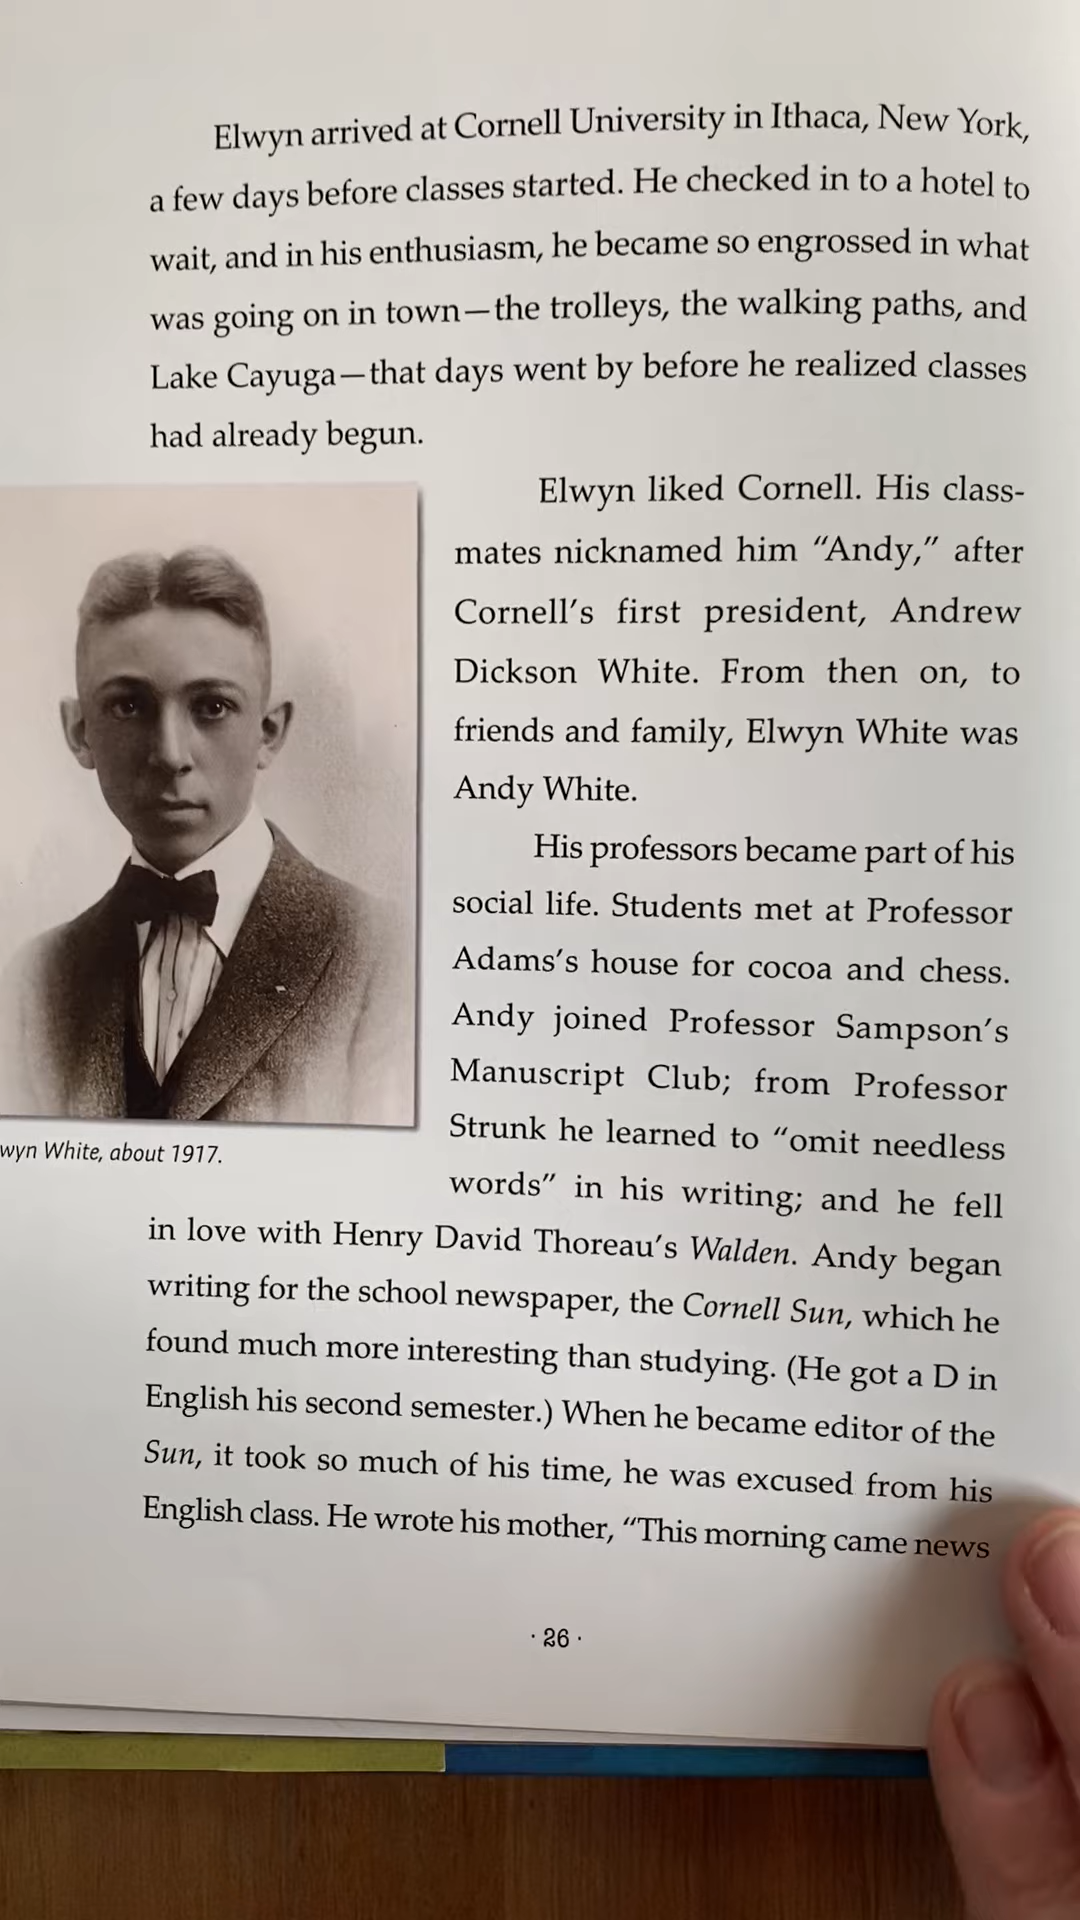 Elwyn arrived at Cornell University in Ithaca, New York,
a few days before classes started. He checked in to a hotel to
wait, and in his enthusiasm, he became so engrossed in what
was going on in town—the trolleys, the walking paths, and
Lake Cayuga—that days went by before he realized classes
had already begun.
Elwyn liked Cornell. His class-
mates nicknamed him “Andy,” after
Cornell’s first president, Andrew
Dickson White. From then on, to
friends and family, Elwyn White was
Andy White.
His professors became part of his
social life. Students met at Professor
Adams’s house for cocoa and chess.
Andy joined Professor Sampson’s
Manuscript Club; from Professor
Strunk he learned to “omit needless
words” in his writing; and he fell
in love with Henry David Thoreau’s Walden. Andy began
writing for the school newspaper, the Cornell Sun, which he
found much more interesting than studying. (He got a D in
English his second semester.) When he became editor of the
Sun, it took so much of his time, he was excused from his
English class. He wrote his mother, “This morning came news
wyn White, about 1917.
· 26 ·